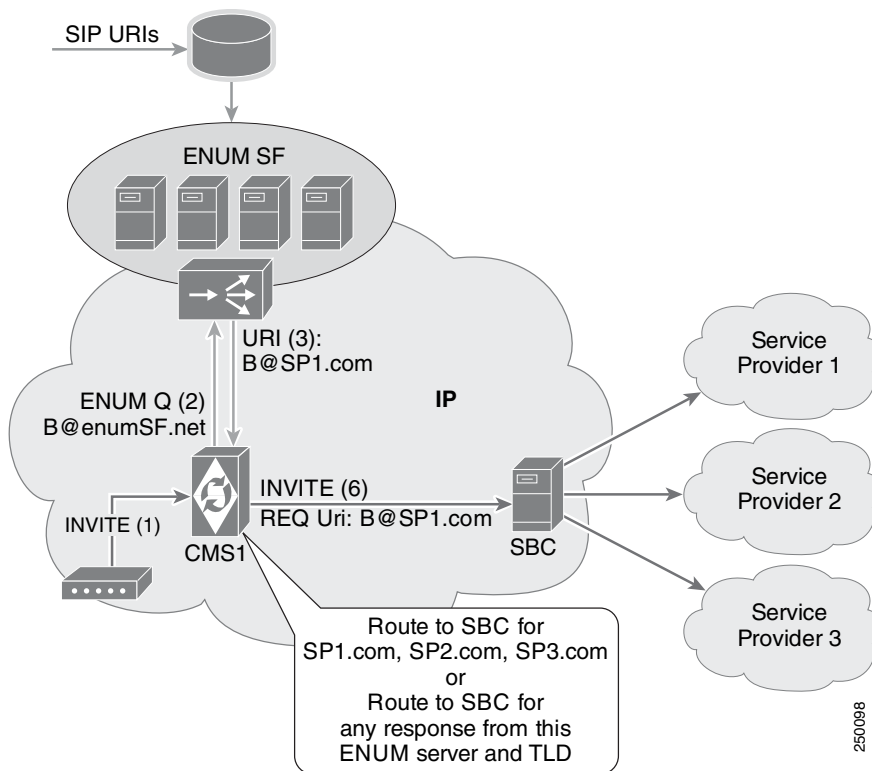 SIP URIs
ENUM SF
URI (3):
B@SP1.com
ENUM Q (2)
B@enumSF.net
IP
INVITE (1)
CMS1
INVITE (6)
REQ Uri: B@SP1.com
SBC
Service
Provider 1
Service
Provider 2
Service
Provider 3
Route to SBC for
SP1.com, SP2.com, SP3.com
or
Route to SBC for
any response from this
ENUM server and TLD
250098